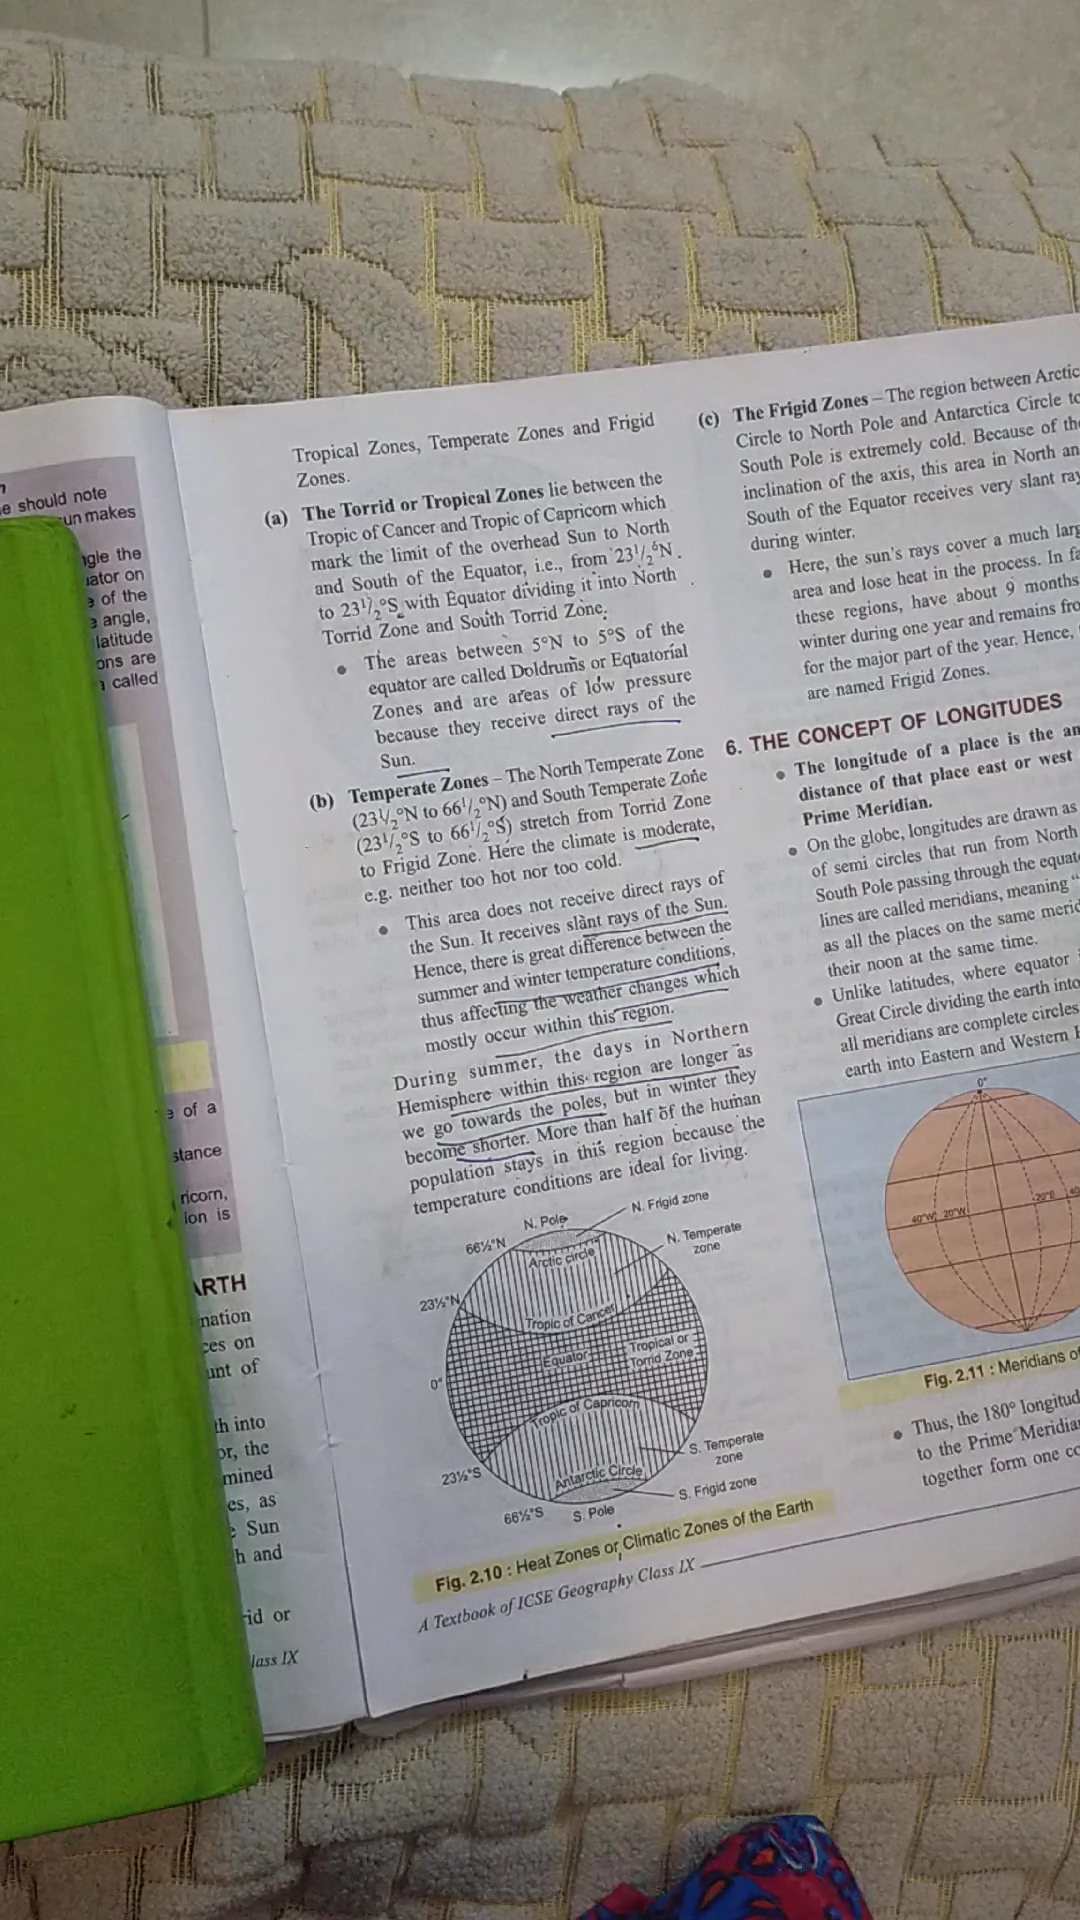 e should note
un makes
gle the
ator on
e of the
angle,
latitude
ons are
called
e of a
stance
ricorn,
ion is
ARTH
nation
ces on
unt of
th into
or, the
mined
es, as
Sun
h and
rid or
lass IX
Tropical Zones, Temperate Zones and Frigid
Zones.
(a) The Torrid or Tropical Zones lie between the
Tropic of Cancer and Tropic of Capricorn which
mark the limit of the overhead Sun to North
and South of the Equator, i.e., from 23½°N
to 23½°S with Equator dividing it into North
Torrid Zone and South Torrid Zone.
• The areas between 5°N to 5°S of the
equator are called Doldrums or Equatorial
Zones and are areas of low pressure
because they receive direct rays of the
Sun.
(b) Temperate Zones – The North Temperate Zone
(23½°N to 66½°N) and South Temperate Zone
(23½°S to 66½°S) stretch from Torrid Zone
to Frigid Zone. Here the climate is moderate,
e.g. neither too hot nor too cold.
• This area does not receive direct rays of
the Sun. It receives slant rays of the Sun.
Hence, there is great difference between the
summer and winter temperature conditions,
thus affecting the weather changes which
mostly occur within this region.
During summer, the days in Northern
Hemisphere within this region are longer as
we go towards the poles, but in winter they
become shorter. More than half of the human
population stays in this region because the
temperature conditions are ideal for living.
N. Pole
N. Frigid zone
66½°N
Arctic circle
N. Temperate
zone
23½°N
Tropic of Cancer
Equator
Tropical or
Torrid Zone
0°
Tropic of Capricorn
S. Temperate
zone
23½°S
Antarctic Circle
S. Frigid zone
66½°S
S. Pole
Fig. 2.10 : Heat Zones or Climatic Zones of the Earth
A Textbook of ICSE Geography Class IX
(c) The Frigid Zones – The region between Arctic
Circle to North Pole and Antarctica Circle to
South Pole is extremely cold. Because of the
inclination of the axis, this area in North an
South of the Equator receives very slant ray
during winter.
• Here, the sun's rays cover a much larg
area and lose heat in the process. In fa
these regions, have about 9 months
winter during one year and remains fro
for the major part of the year. Hence,
are named Frigid Zones.
6. THE CONCEPT OF LONGITUDES
• The longitude of a place is the an
distance of that place east or west
Prime Meridian.
• On the globe, longitudes are drawn as
of semi circles that run from North
South Pole passing through the equat
lines are called meridians, meaning "
as all the places on the same merid
their noon at the same time.
• Unlike latitudes, where equator
Great Circle dividing the earth into
all meridians are complete circles
earth into Eastern and Western
0°
40°W 20°W 20°E 40
Fig. 2.11 : Meridians of
• Thus, the 180° longitud
to the Prime Meridia
together form one co